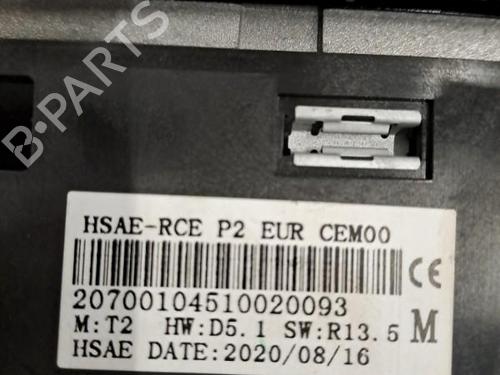 B-PARTS
HSAE-RCE P2 EUR CEM00
CE
20700104510020093
M:T2 HW:D5.1 SW:R13.5 M
HSAE DATE:2020/08/16